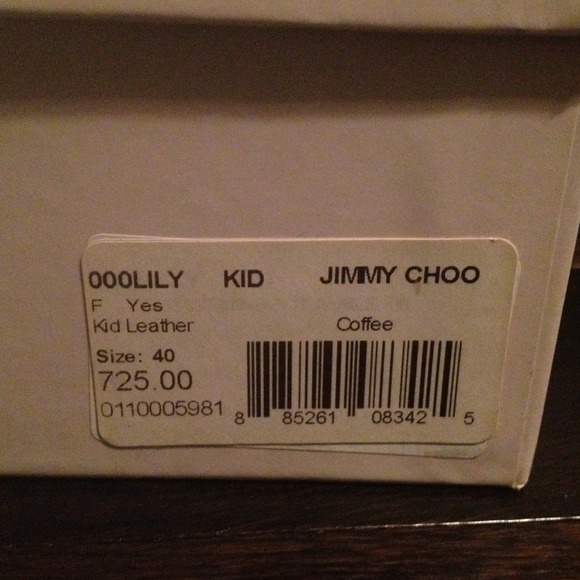 000LILY KID JIMMY CHOO
F Yes
Kid Leather Coffee
Size: 40
725.00
0110005981
8 85261 08342 5